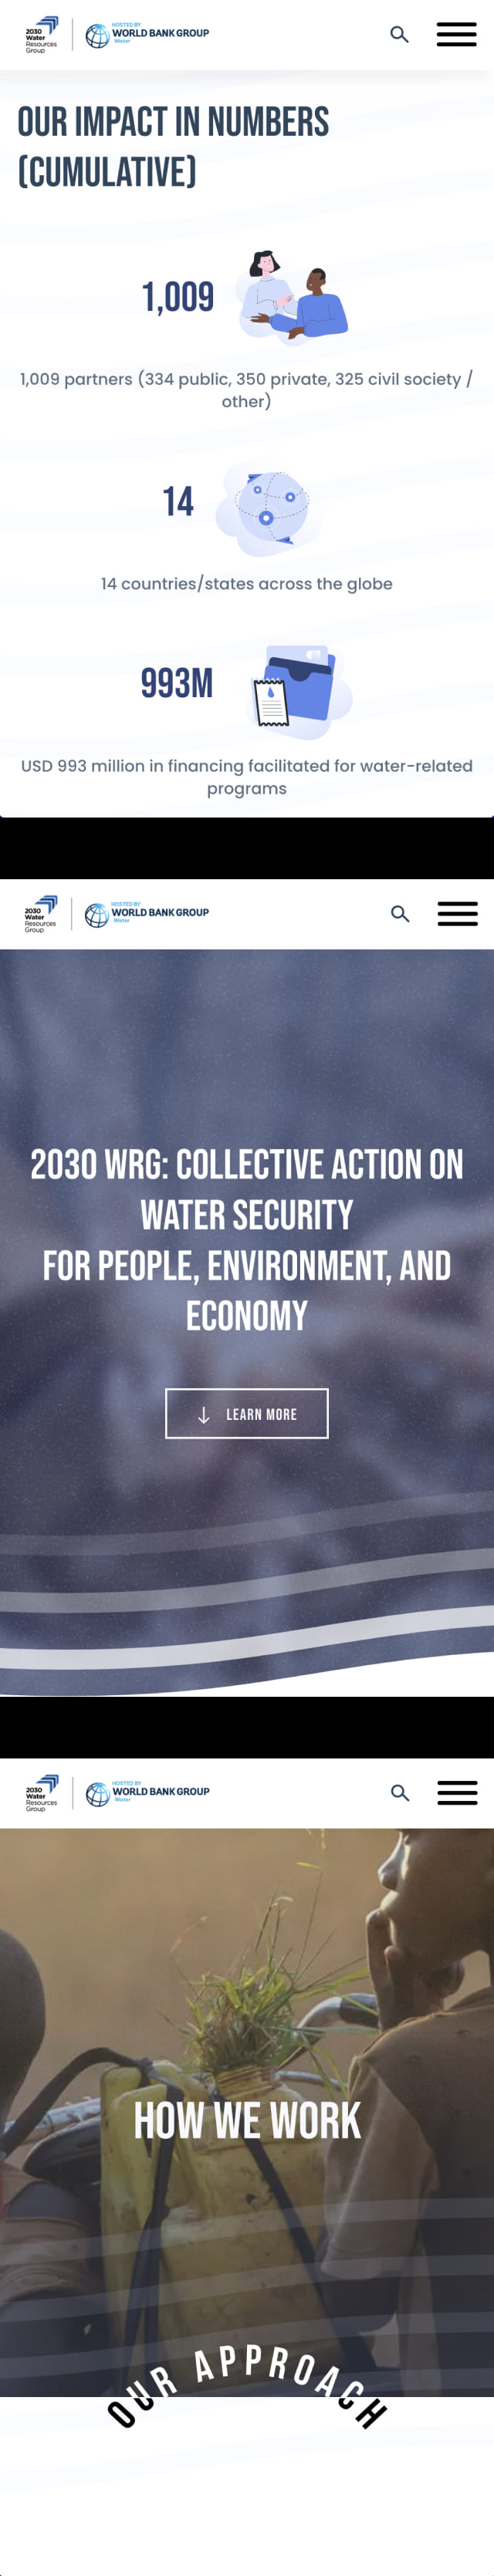 2030
Water
Resources
Group
HOSTED BY
WORLD BANK GROUP
Water
OUR IMPACT IN NUMBERS
(CUMULATIVE)
1,009
1,009 partners (334 public, 350 private, 325 civil society /
other)
14
14 countries/states across the globe
993M
USD 993 million in financing facilitated for water-related
programs
2030
Water
Resources
Group
HOSTED BY
WORLD BANK GROUP
Water
2030 WRG: COLLECTIVE ACTION ON
WATER SECURITY
FOR PEOPLE, ENVIRONMENT, AND
ECONOMY
LEARN MORE
2030
Water
Resources
Group
HOSTED BY
WORLD BANK GROUP
Water
HOW WE WORK
OUR APPROACH